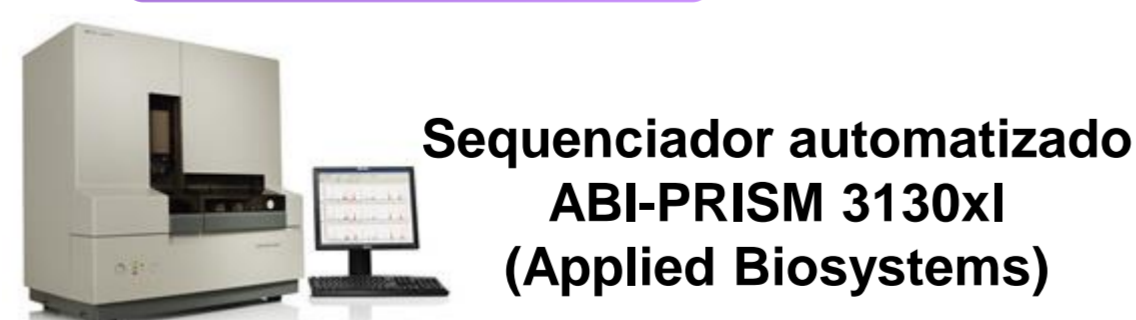 Sequenciador automatizado
ABI-PRISM 3130xl
(Applied Biosystems)